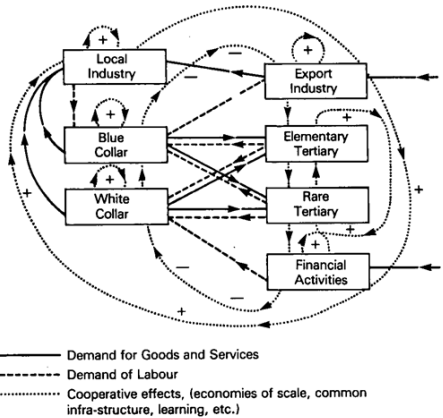 Local
Industry
Export
Industry
Blue
Collar
Elementary
Tertiary
White
Collar
Rare
Tertiary
Financial
Activities
+
+
+
+
+
+
+
+
+
−
−
−
−
Demand for Goods and Services
Demand of Labour
Cooperative effects, (economies of scale, common
infra-structure, learning, etc.)